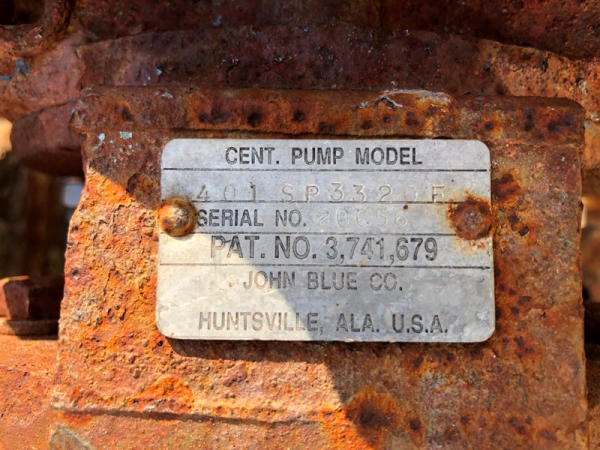 CENT. PUMP MODEL
SERIAL NO.
PAT. NO. 3,741,679
JOHN BLUE CO.
HUNTSVILLE, ALA. U.S.A.